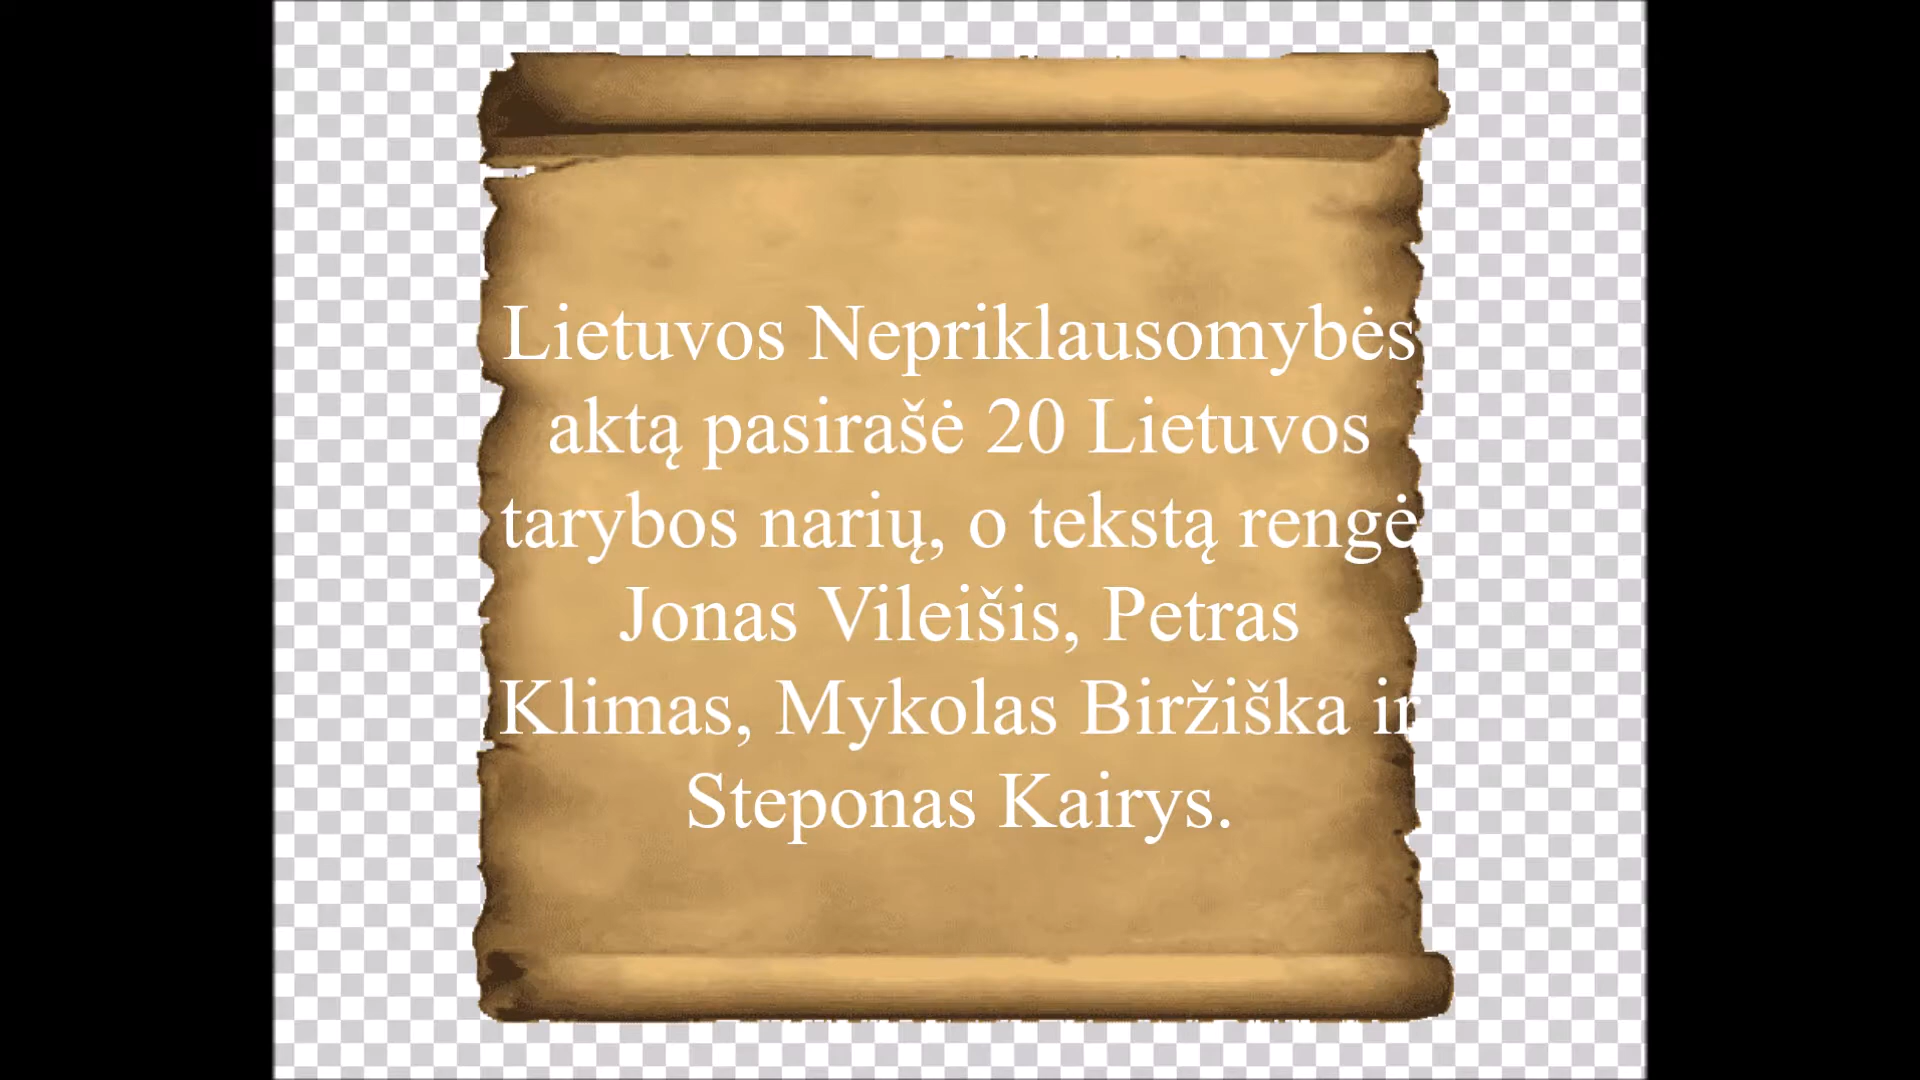 Lietuvos Nepriklausomybės
aktą pasirašė 20 Lietuvos
tarybos narių, o tekstą rengė
Jonas Vileišis, Petras
Klimas, Mykolas Biržiška ir
Steponas Kairys.